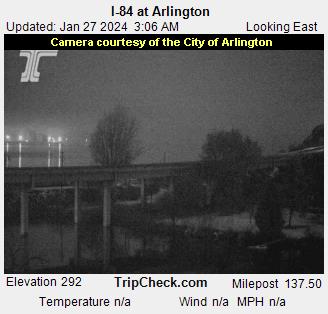 I-84 at Arlington
Updated: Jan 27 2024 3:06 AM Looking East
Camera courtesy of the City of Arlington
Elevation 292 TripCheck.com Milepost 137.50
Temperature n/a Wind n/a MPH n/a